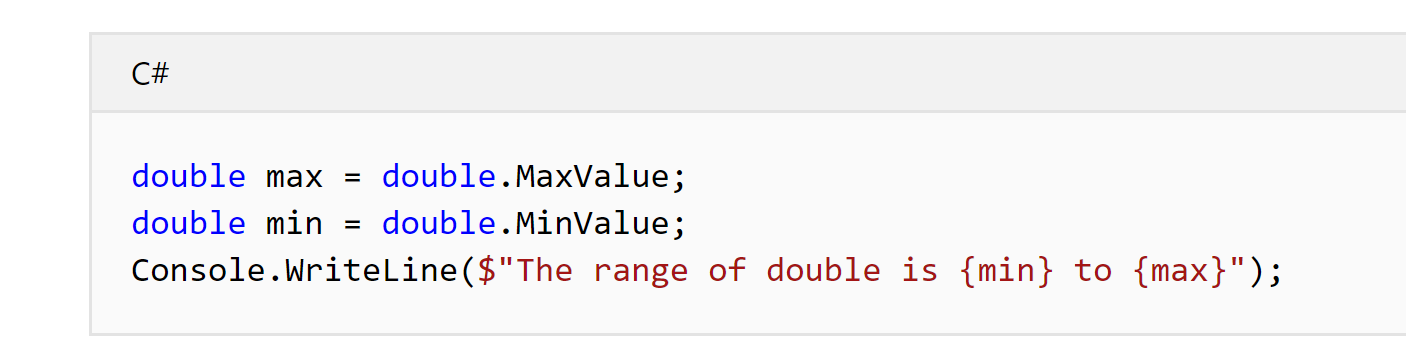 C#
double max = double.MaxValue;
double min = double.MinValue;
Console.WriteLine($"The range of double is {min} to {max}");